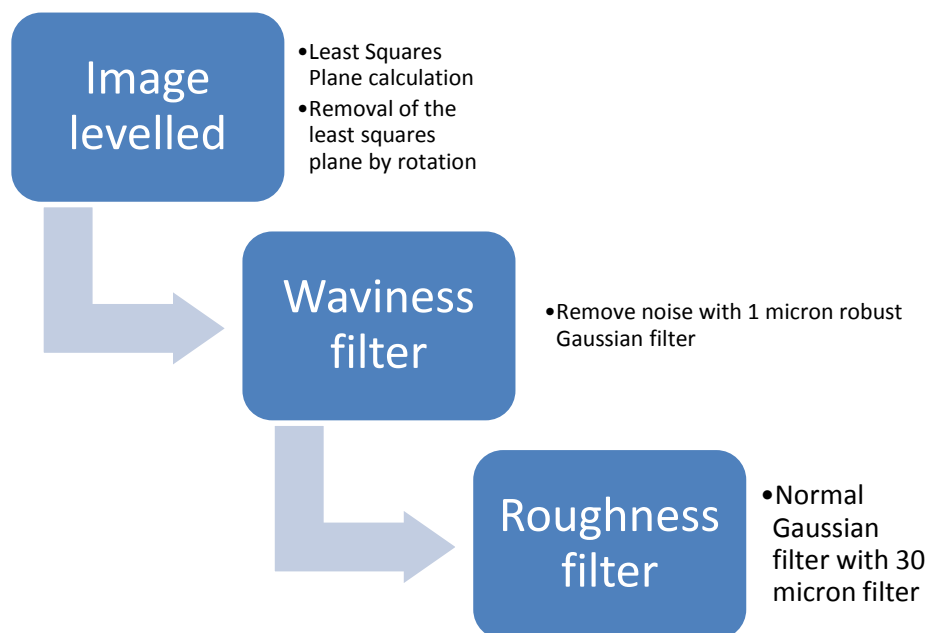 Image
levelled
•Least Squares
Plane calculation
•Removal of the
least squares
plane by rotation
Waviness
filter
•Remove noise with 1 micron robust
Gaussian filter
Roughness
filter
•Normal
Gaussian
filter with 30
micron filter